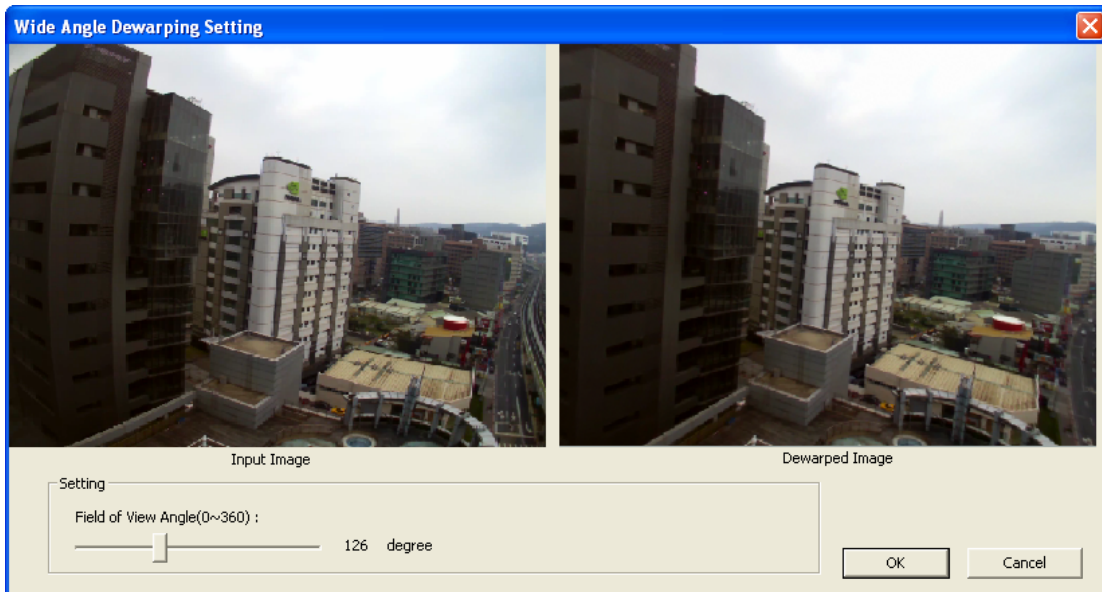 Wide Angle Dewarping Setting
Input Image
Dewarped Image
Setting
Field of View Angle(0~360) :
126 degree
OK
Cancel